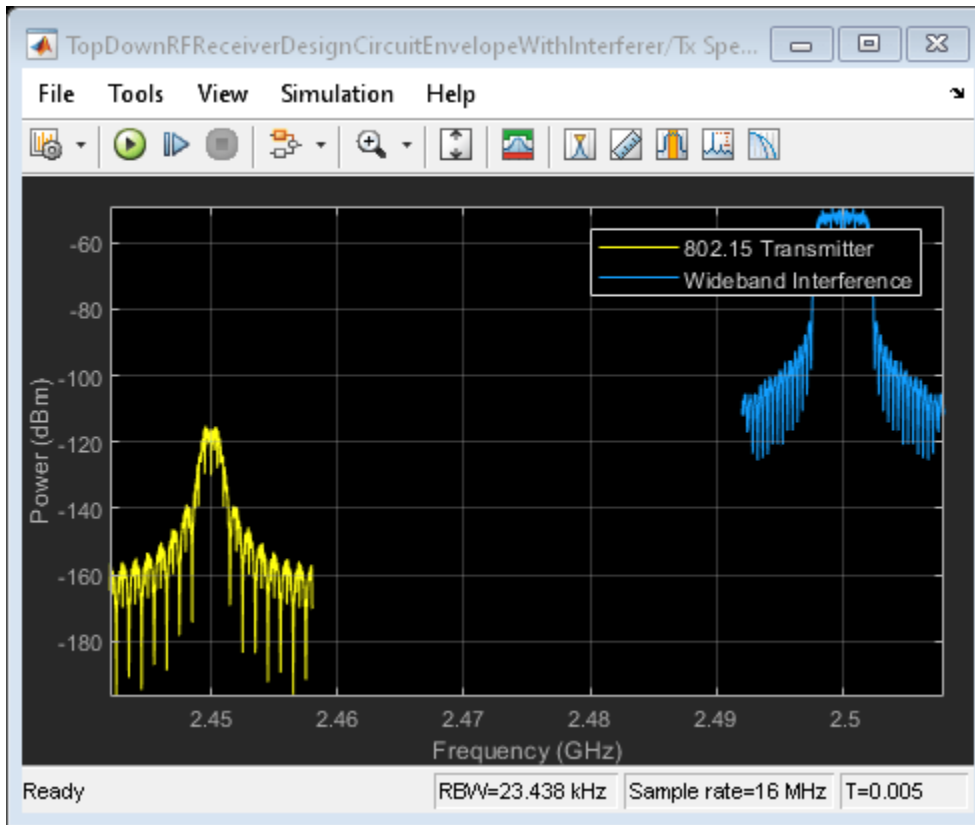 TopDownRFReceiverDesignCircuitEnvelopeWithInterferer/Tx Spe...
File Tools View Simulation Help
802.15 Transmitter
Wideband Interference
Power (dBm)
-60
-80
-100
-120
-140
-160
-180
2.45 2.46 2.47 2.48 2.49 2.5
Frequency (GHz)
Ready RBW=23.438 kHz Sample rate=16 MHz T=0.005